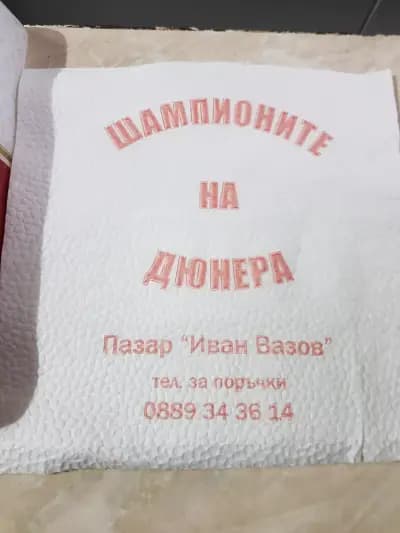 ШАМПИОНИТЕ
НА
ДЮНЕРА
Пазар "Иван Вазов"
тел. за поръчки
0889 34 36 14